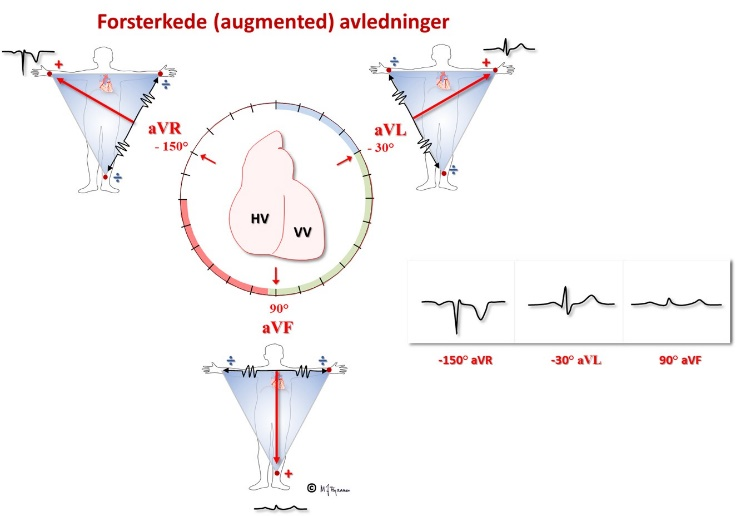 Forsterkede (augmented) avledninger
+
÷
÷
aVR
- 150°
÷
+
÷
aVL
- 30°
HV
VV
90°
aVF
÷
÷
+
-150° aVR
-30° aVL
90° aVF
©